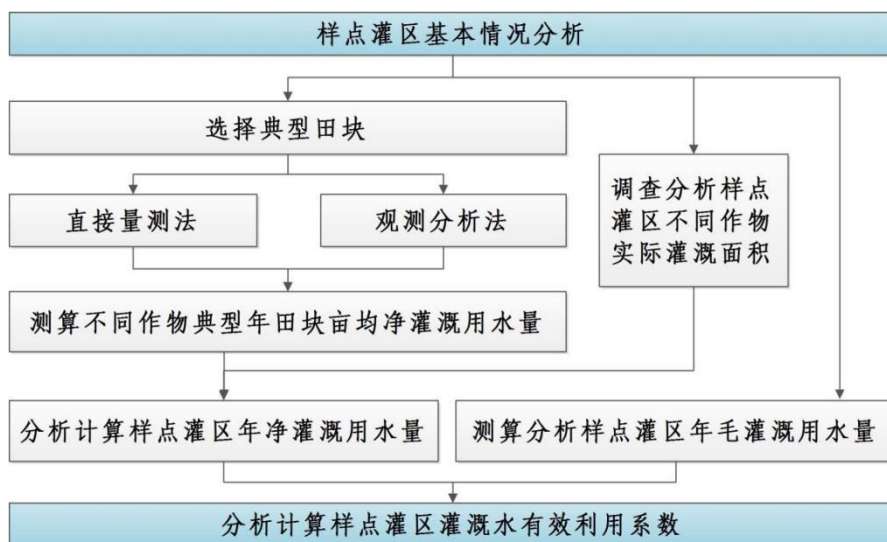 样点灌区基本情况分析
选择典型田块
直接量测法
观测分析法
调查分析样点
灌区不同作物
实际灌溉面积
测算不同作物典型年田块亩均净灌溉用水量
分析计算样点灌区年净灌溉用水量
测算分析样点灌区年毛灌溉用水量
分析计算样点灌区灌溉水有效利用系数